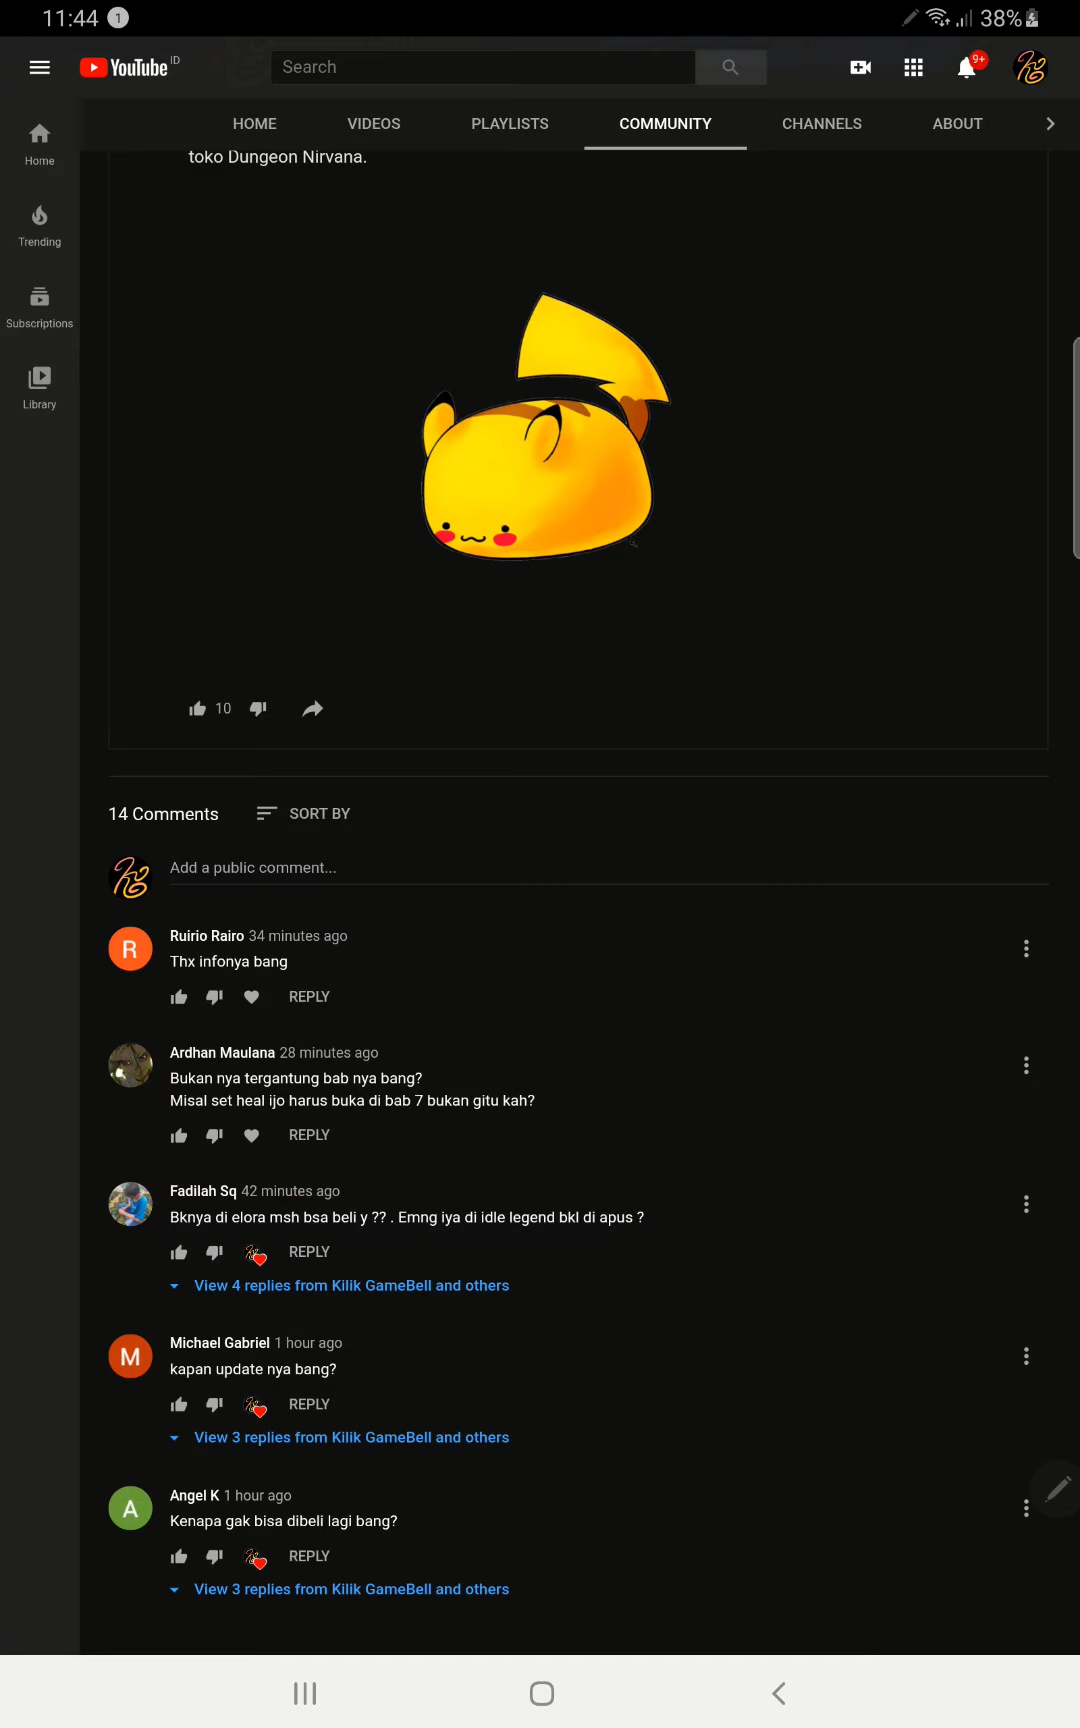 11:44 1 38%
YouTube ID Search 9+
HOME VIDEOS PLAYLISTS COMMUNITY CHANNELS ABOUT
Home
Trending
Subscriptions
Library
toko Dungeon Nirvana.
10
14 Comments SORT BY
Add a public comment...
R
Ruirio Rairo 34 minutes ago
Thx infonya bang
REPLY
Ardhan Maulana 28 minutes ago
Bukan nya tergantung bab nya bang?
Misal set heal ijo harus buka di bab 7 bukan gitu kah?
REPLY
Fadilah Sq 42 minutes ago
Bknya di elora msh bsa beli y ?? . Emng iya di idle legend bkl di apus ?
REPLY
View 4 replies from Kilik GameBell and others
M
Michael Gabriel 1 hour ago
kapan update nya bang?
REPLY
View 3 replies from Kilik GameBell and others
A
Angel K 1 hour ago
Kenapa gak bisa dibeli lagi bang?
REPLY
View 3 replies from Kilik GameBell and others